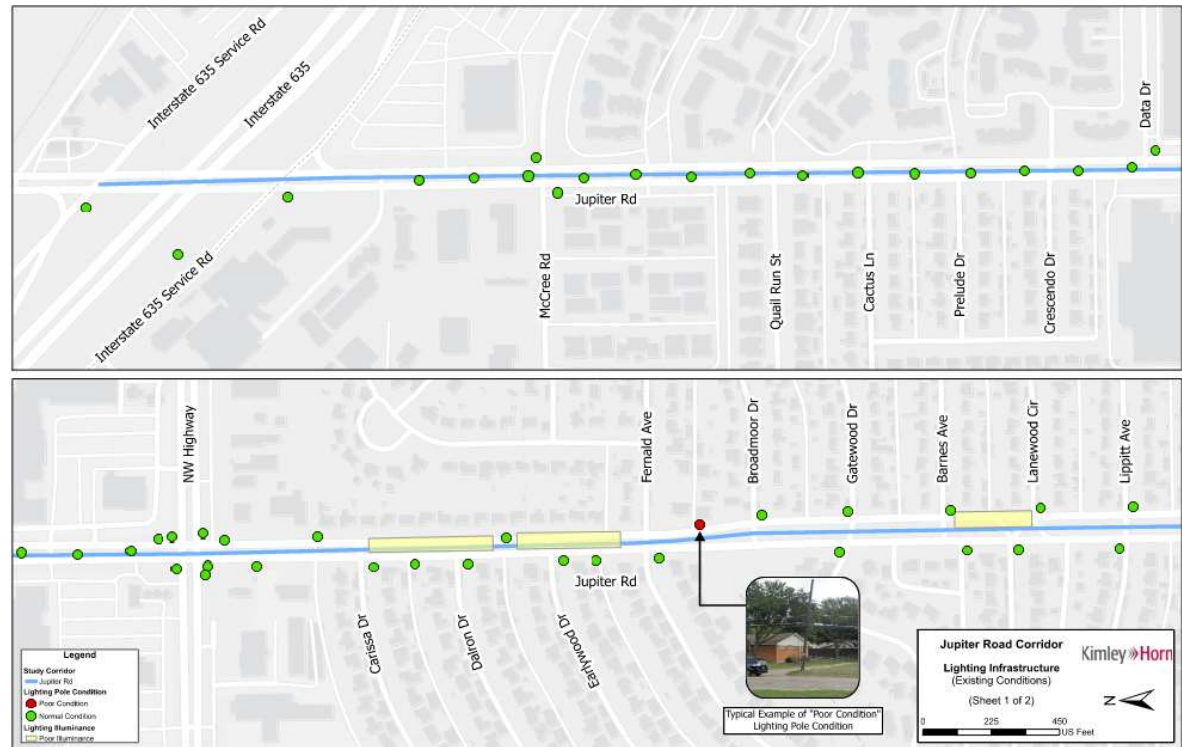 Interstate 635 Service Rd
Interstate 635
Data Dr
Jupiter Rd
Interstate 635 Service Rd
McCree Rd
Quail Run St
Cactus Ln
Prelude Dr
Crescendo Dr
NW Highway
Fernald Ave
Broadmoor Dr
Gatewood Dr
Barnes Ave
Lanewood Cir
Lippitt Ave
Jupiter Rd
Carissa Dr
Dalron Dr
Earlywood Dr
Legend
Study Corridor
Jupiter Rd
Lighting Pole Condition
Poor Condition
Normal Condition
Lighting Illuminance
Poor Illuminance
Typical Example of "Poor Condition"
Lighting Pole Condition
Jupiter Road Corridor
Lighting Infrastructure
(Existing Conditions)
(Sheet 1 of 2)
Kimley»Horn
N
0 225 450
US Feet